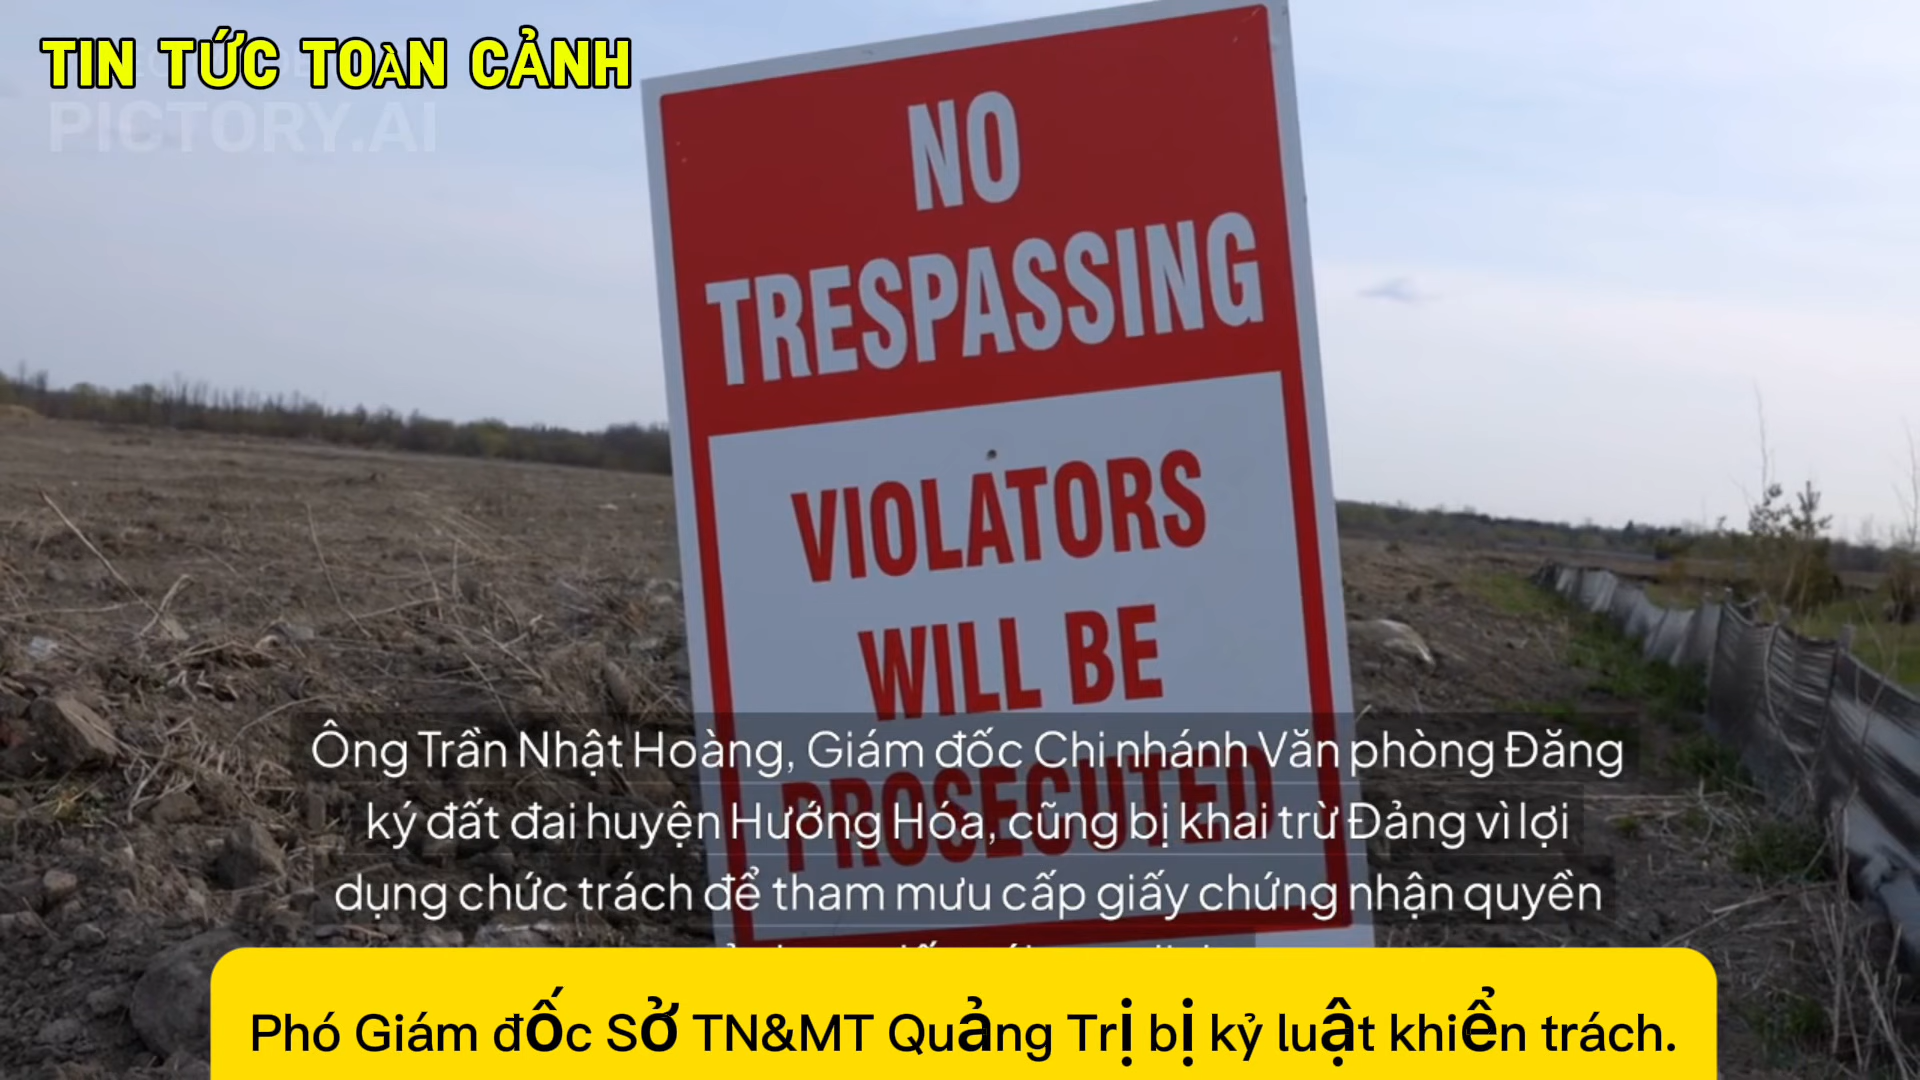 TIN TỨC TOÀN CẢNH
PICTORY.AI
NO
TRESPASSING
VIOLATORS
WILL BE
PROSECUTED
Ông Trần Nhật Hoàng, Giám đốc Chi nhánh Văn phòng Đăng
ký đất đai huyện Hướng Hóa, cũng bị khai trừ Đảng vì lợi
dụng chức trách để tham mưu cấp giấy chứng nhận quyền
Phó Giám đốc Sở TN&MT Quảng Trị bị kỷ luật khiển trách.